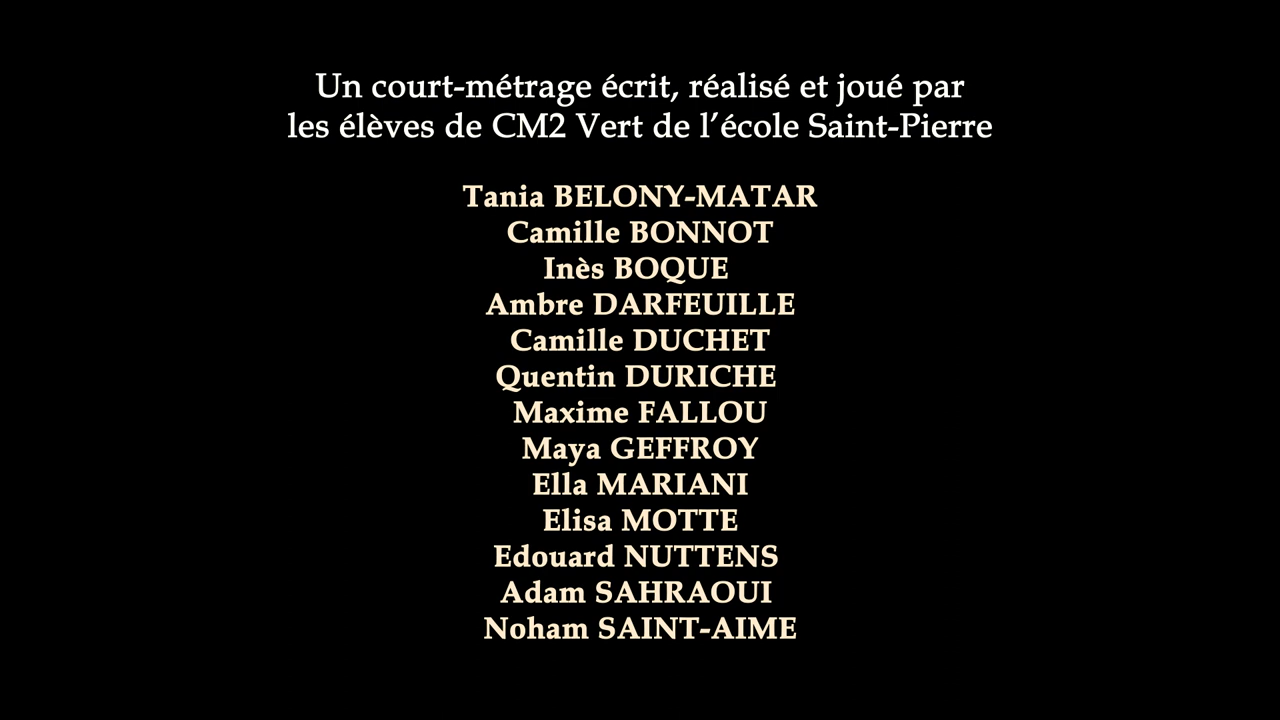 Un court-métrage écrit, réalisé et joué par
les élèves de CM2 Vert de l’école Saint-Pierre
Tania BELONY-MATAR
Camille BONNOT
Inès BOQUE
Ambre DARFEUILLE
Camille DUCHET
Quentin DURICHE
Maxime FALLOU
Maya GEFFROY
Ella MARIANI
Elisa MOTTE
Edouard NUTTENS
Adam SAHRAOUI
Noham SAINT-AIME